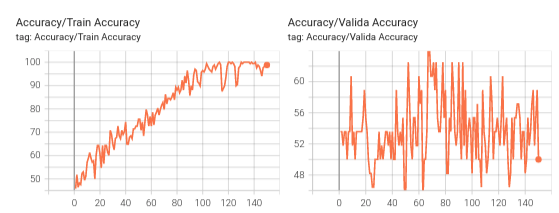 Accuracy/Train Accuracy
tag: Accuracy/Train Accuracy
100
90
80
70
60
50
0 20 40 60 80 100 120 140
Accuracy/Valida Accuracy
tag: Accuracy/Valida Accuracy
60
56
52
48
0 20 40 60 80 100 120 140